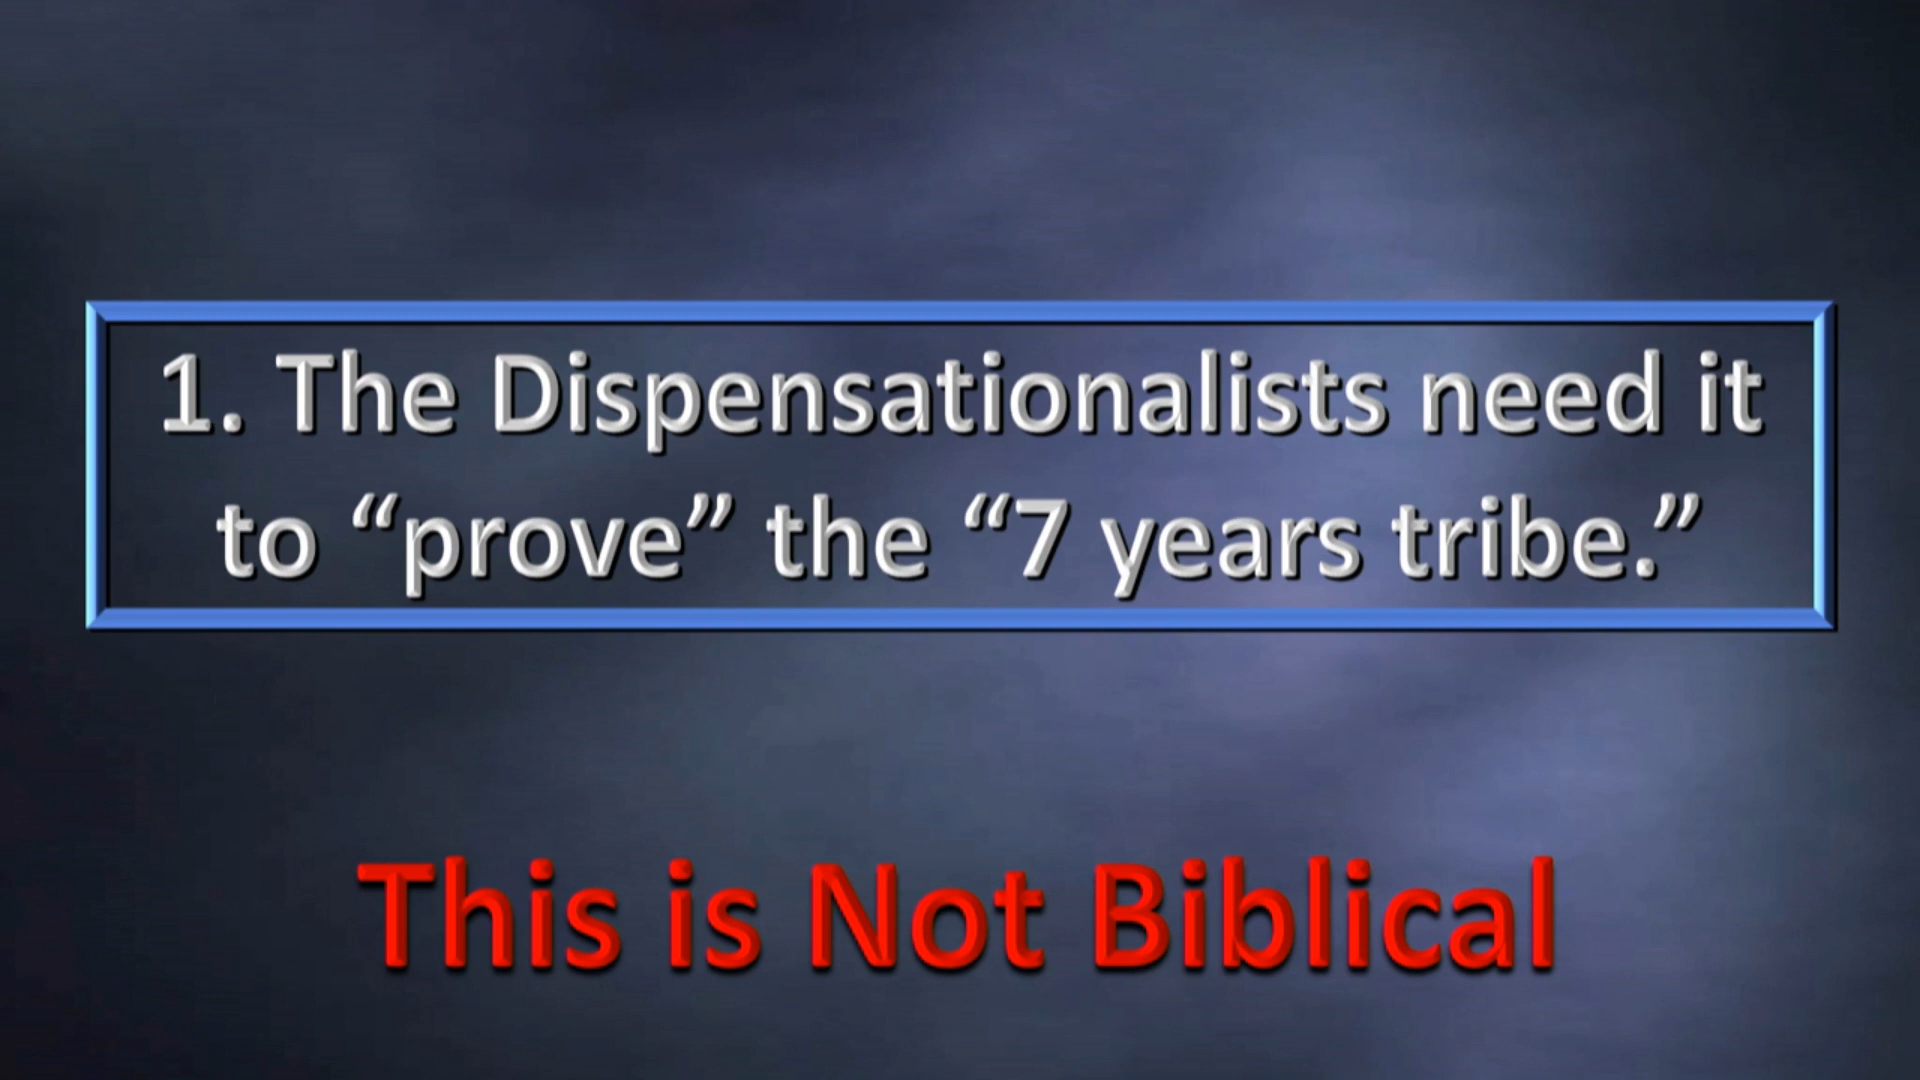 1. The Dispensationalists need it
to “prove” the “7 years tribe.”
This is Not Biblical